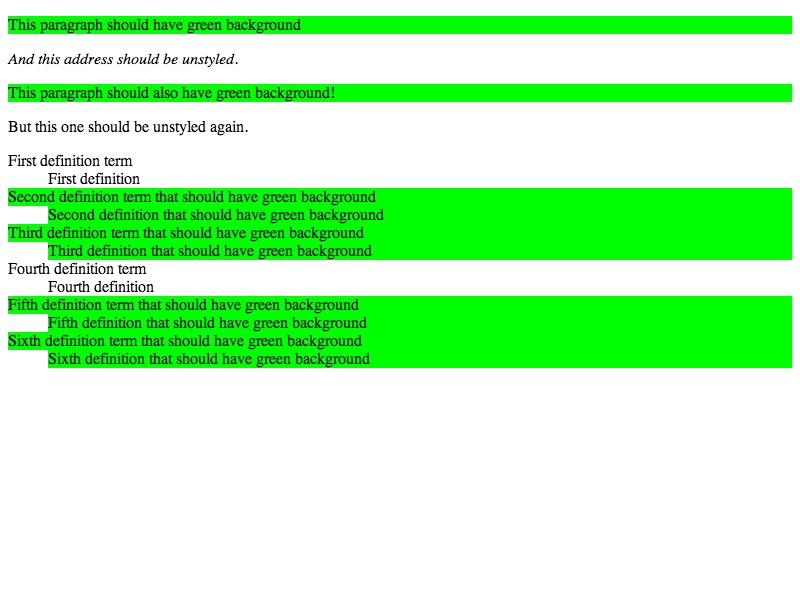 This paragraph should have green background
And this address should be unstyled.
This paragraph should also have green background!
But this one should be unstyled again.
First definition term
First definition
Second definition term that should have green background
Second definition that should have green background
Third definition term that should have green background
Third definition that should have green background
Fourth definition term
Fourth definition
Fifth definition term that should have green background
Fifth definition that should have green background
Sixth definition term that should have green background
Sixth definition that should have green background